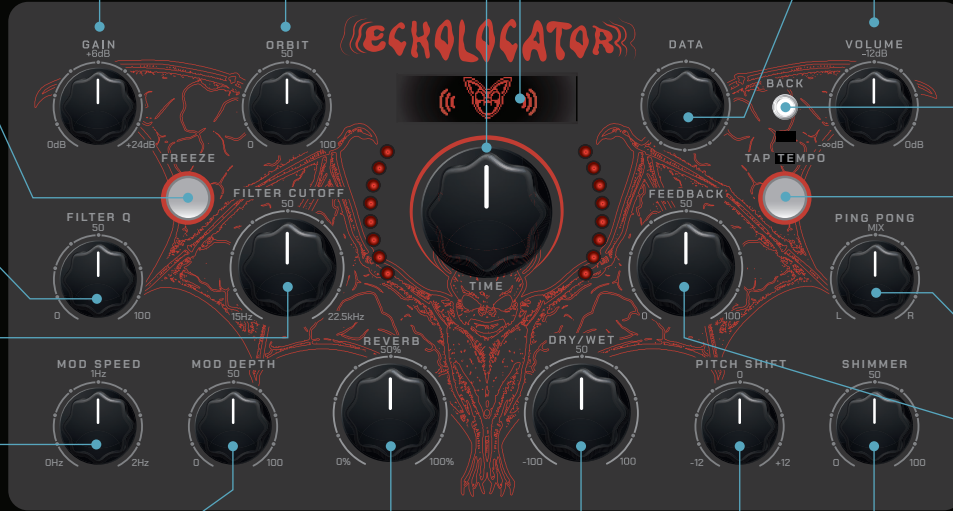 ECHOLOCATOR
GAIN
+6dB
0dB
+24dB
ORBIT
50
0
100
DATA
VOLUME
-12dB
-∞dB
0dB
BACK
FREEZE
TAP TEMPO
FILTER Q
50
0
100
FILTER CUTOFF
50
15Hz
22.5kHz
TIME
FEEDBACK
50
0
100
PING PONG
MIX
L
R
MOD SPEED
1Hz
0Hz
2Hz
MOD DEPTH
50
0
100
REVERB
50%
0%
100%
DRY/WET
50
-100
100
PITCH SHIFT
0
-12
+12
SHIMMER
50
0
100